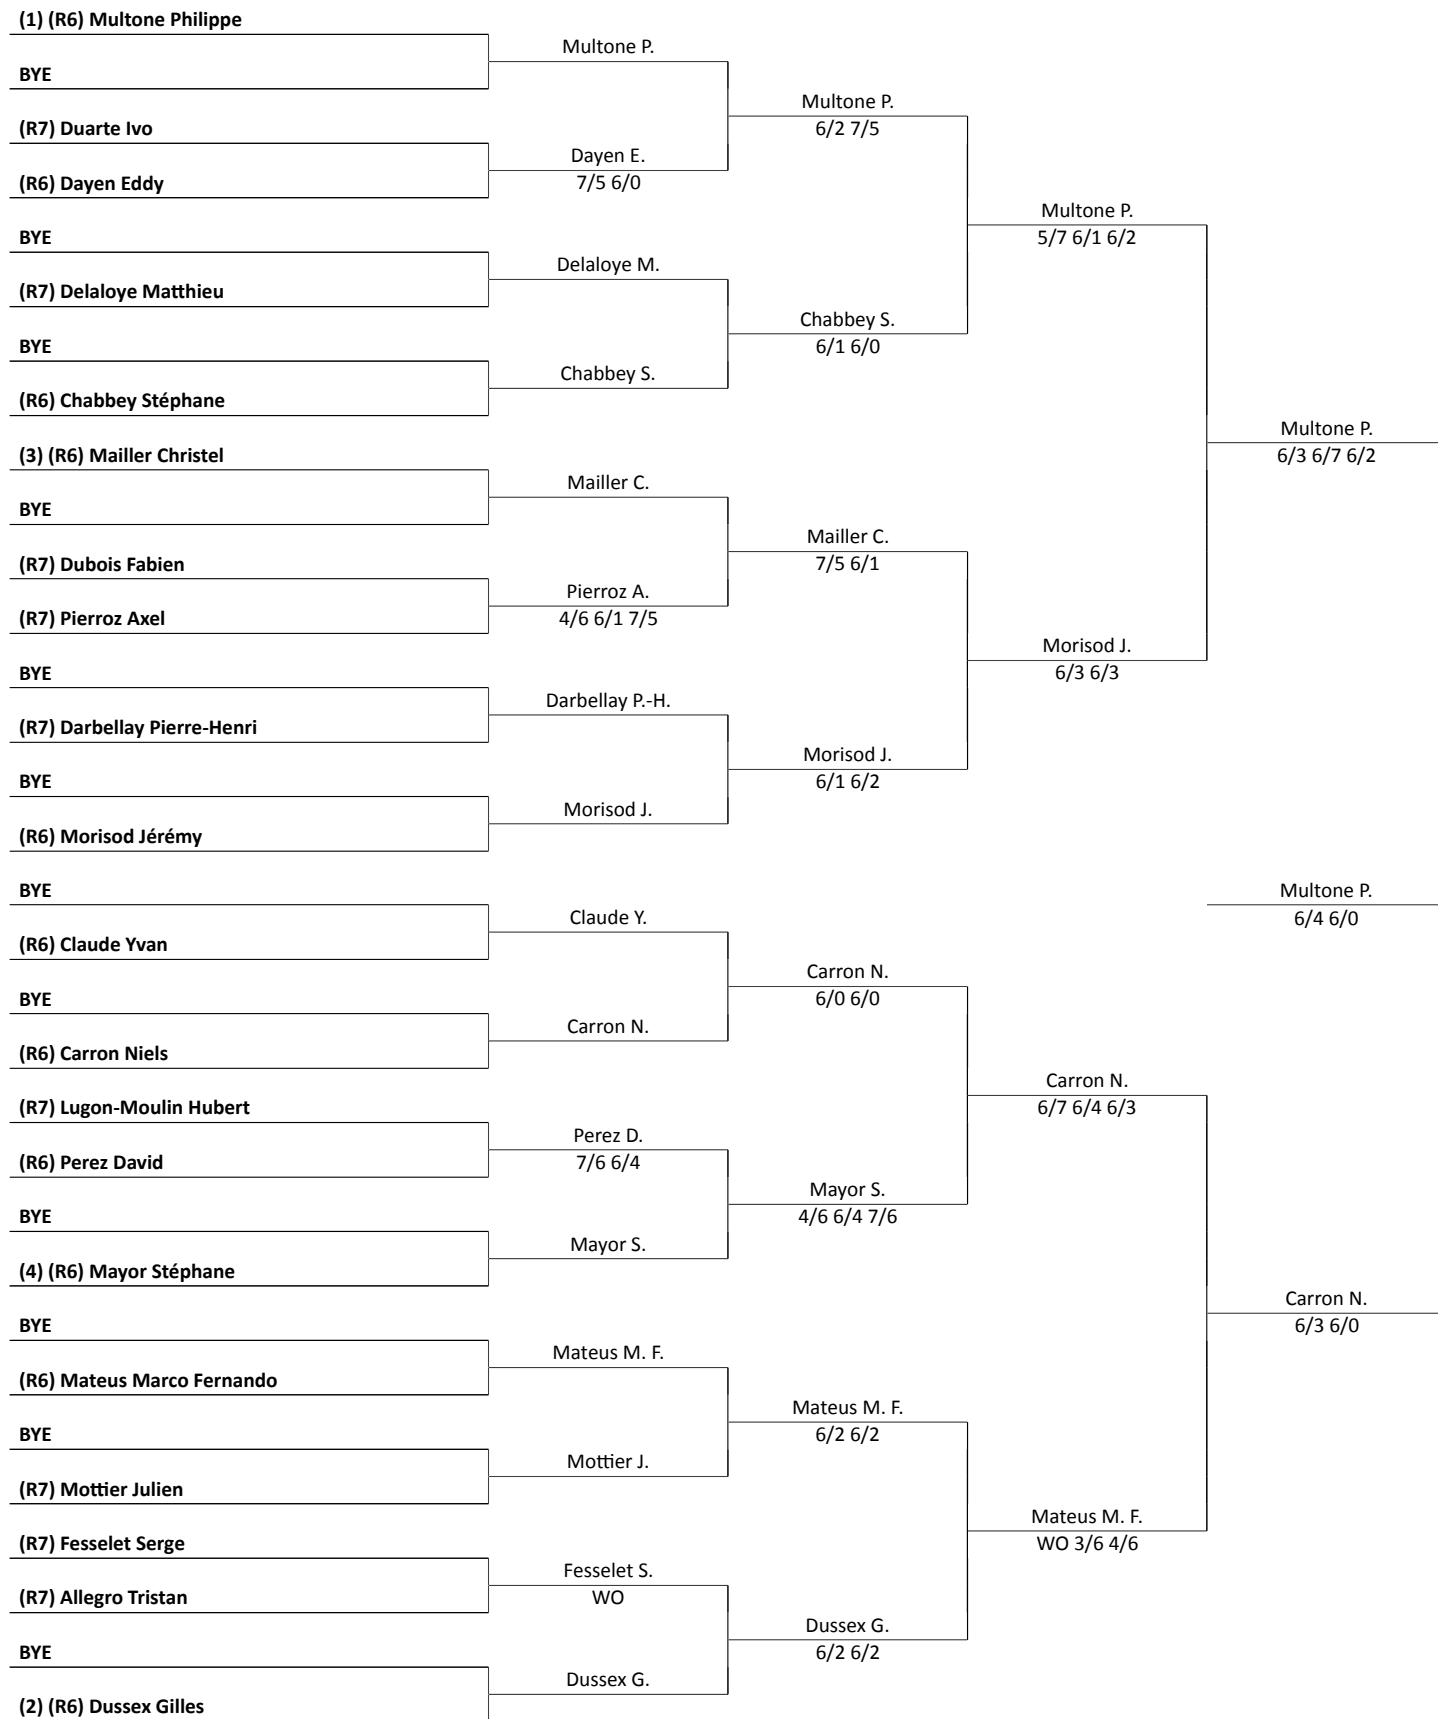 (1) (R6) Multone Philippe
Multone P.
BYE
Multone P.
6/2 7/5
(R7) Duarte Ivo
Dayen E.
7/5 6/0
(R6) Dayen Eddy
Multone P.
5/7 6/1 6/2
BYE
Delaloye M.
(R7) Delaloye Matthieu
Chabbey S.
6/1 6/0
BYE
Chabbey S.
(R6) Chabbey Stéphane
Multone P.
6/3 6/7 6/2
(3) (R6) Mailler Christel
Mailler C.
BYE
Mailler C.
7/5 6/1
(R7) Dubois Fabien
Pierroz A.
4/6 6/1 7/5
(R7) Pierroz Axel
Morisod J.
6/3 6/3
BYE
Darbellay P.-H.
(R7) Darbellay Pierre-Henri
Morisod J.
6/1 6/2
BYE
Morisod J.
(R6) Morisod Jérémy
BYE
Multone P.
6/4 6/0
Claude Y.
(R6) Claude Yvan
Carron N.
6/0 6/0
BYE
Carron N.
(R6) Carron Niels
Carron N.
6/7 6/4 6/3
(R7) Lugon-Moulin Hubert
Perez D.
7/6 6/4
(R6) Perez David
Mayor S.
4/6 6/4 7/6
BYE
Mayor S.
(4) (R6) Mayor Stéphane
Carron N.
6/3 6/0
BYE
Mateus M. F.
(R6) Mateus Marco Fernando
Mateus M. F.
6/2 6/2
BYE
Mottier J.
(R7) Mottier Julien
Mateus M. F.
WO 3/6 4/6
(R7) Fesselet Serge
Fesselet S.
WO
(R7) Allegro Tristan
Dussex G.
6/2 6/2
BYE
Dussex G.
(2) (R6) Dussex Gilles